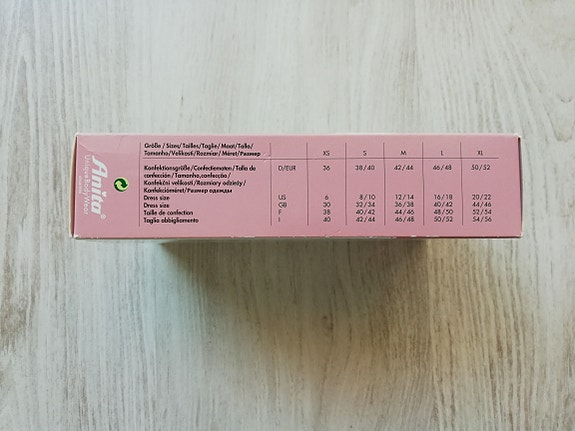 Größe / Sizes/Tailles/Taglie/Maat/Talla/
Tamanho/Velikosti/Rozmiar/Méret/Размер XS S M L XL
Konfektionsgröße/Confectiematen/Talla de D/EUR 36 38/40 42/44 46/48 50/52
confección/Tamanho,confecção/
Konfekční velikosti/Rozmiary odzieży/
Konfekcióméret/Размер одежды
Dress size US 6 8/10 12/14 16/18 20/22
Dress size GB 30 32/34 36/38 40/42 44/46
Taille de confection F 38 40/42 44/46 48/50 52/54
Taglia abbigliamento I 40 42/44 46/48 50/52 54/56
Anita®